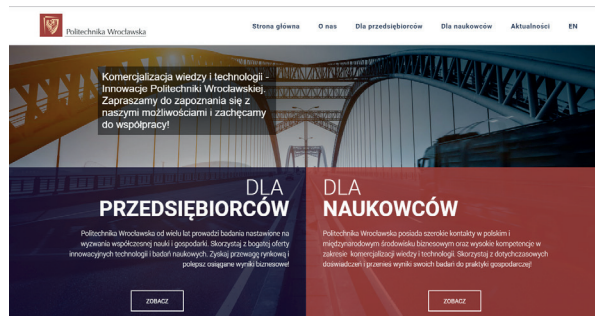 Politechnika Wrocławska
Strona główna
O nas
Dla przedsiębiorców
Dla naukowców
Aktualności
EN
Komercjalizacja wiedzy i technologii -
Innowacje Politechniki Wrocławskiej.
Zapraszamy do zapoznania się z
naszymi możliwościami i zachęcamy
do współpracy!
DLA
PRZEDSIĘBIORCÓW
Politechnika Wrocławska od wielu lat prowadzi badania nastawione na
wyzwania współczesnej nauki i gospodarki. Skorzystaj z bogatej oferty
innowacyjnych technologii i badań naukowych. Zyskaj przewagę rynkową i
polepsz osiągane wyniki biznesowe!
ZOBACZ
DLA
NAUKOWCÓW
Politechnika Wrocławska posiada szerokie kontakty w polskim i
międzynarodowym środowisku biznesowym oraz wysokie kompetencje w
zakresie komercjalizacji wiedzy i technologii. Skorzystaj z dotychczasowych
doświadczeń i przenieś wyniki swoich badań do praktyki gospodarczej!
ZOBACZ